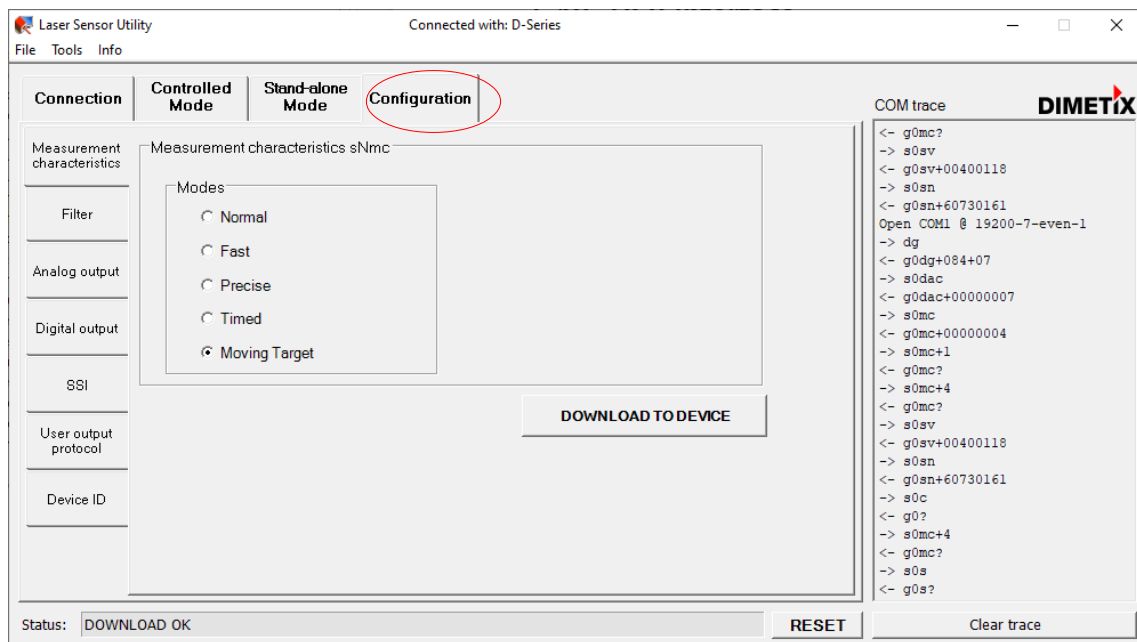 Laser Sensor Utility
Connected with: D-Series
File Tools Info
Connection
Controlled
Mode
Stand-alone
Mode
Configuration
Measurement
characteristics
Filter
Analog output
Digital output
SSI
User output
protocol
Device ID
Measurement characteristics sNmc
Modes
Normal
Fast
Precise
Timed
Moving Target
DOWNLOAD TO DEVICE
COM trace
DIMETIX
<- g0mc?
-> s0sv
<- g0sv+00400118
-> s0sn
<- g0sn+60730161
Open COM1 @ 19200-7-even-1
-> dg
<- g0dg+084+07
-> s0dac
<- g0dac+00000007
-> s0mc
<- g0mc+00000004
-> s0mc+1
<- g0mc?
-> s0mc+4
<- g0mc?
-> s0sv
<- g0sv+00400118
-> s0sn
<- g0sn+60730161
-> s0c
<- g0?
-> s0mc+4
<- g0mc?
-> s0s
<- g0s?
Status: DOWNLOAD OK
RESET
Clear trace